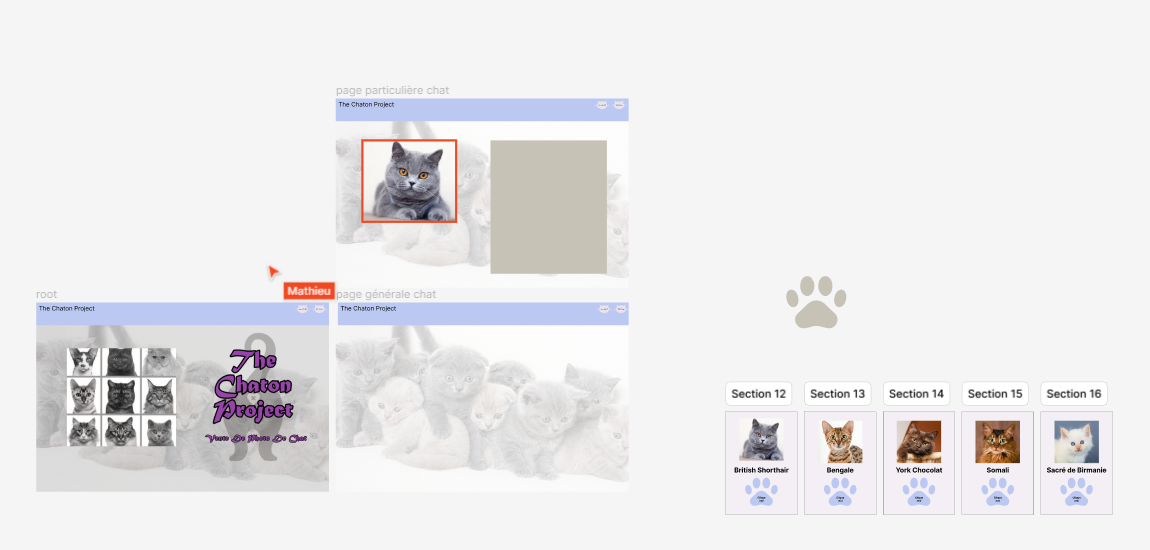 page particulière chat
The Chaton Project
Mathieu
root
page générale chat
The Chaton Project
The Chaton Project
The
Chaton
Project
Vente De Photo De Chat
Section 12
Section 13
Section 14
Section 15
Section 16
British Shorthair
Bengale
York Chocolat
Somali
Sacré de Birmanie